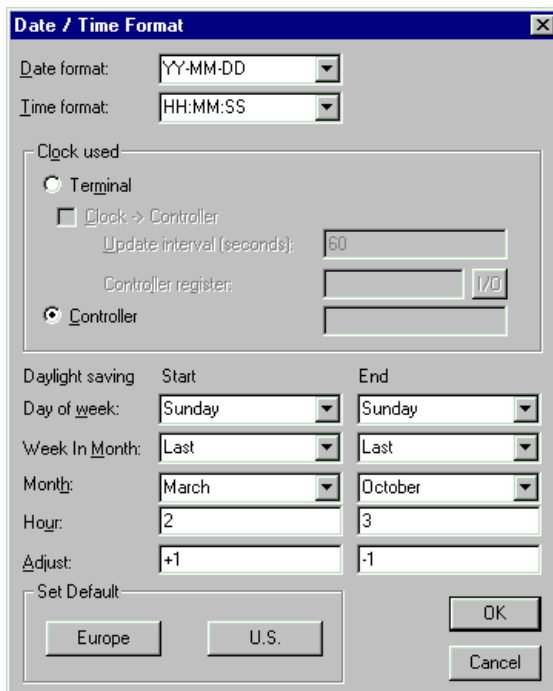 Date / Time Format
Date format: YY-MM-DD
Time format: HH:MM:SS
Clock used
Terminal
Clock -> Controller
Update interval (seconds): 60
Controller register: I/O
Controller
Daylight saving Start End
Day of week: Sunday Sunday
Week In Month: Last Last
Month: March October
Hour: 2 3
Adjust: +1 -1
Set Default
Europe U.S.
OK
Cancel